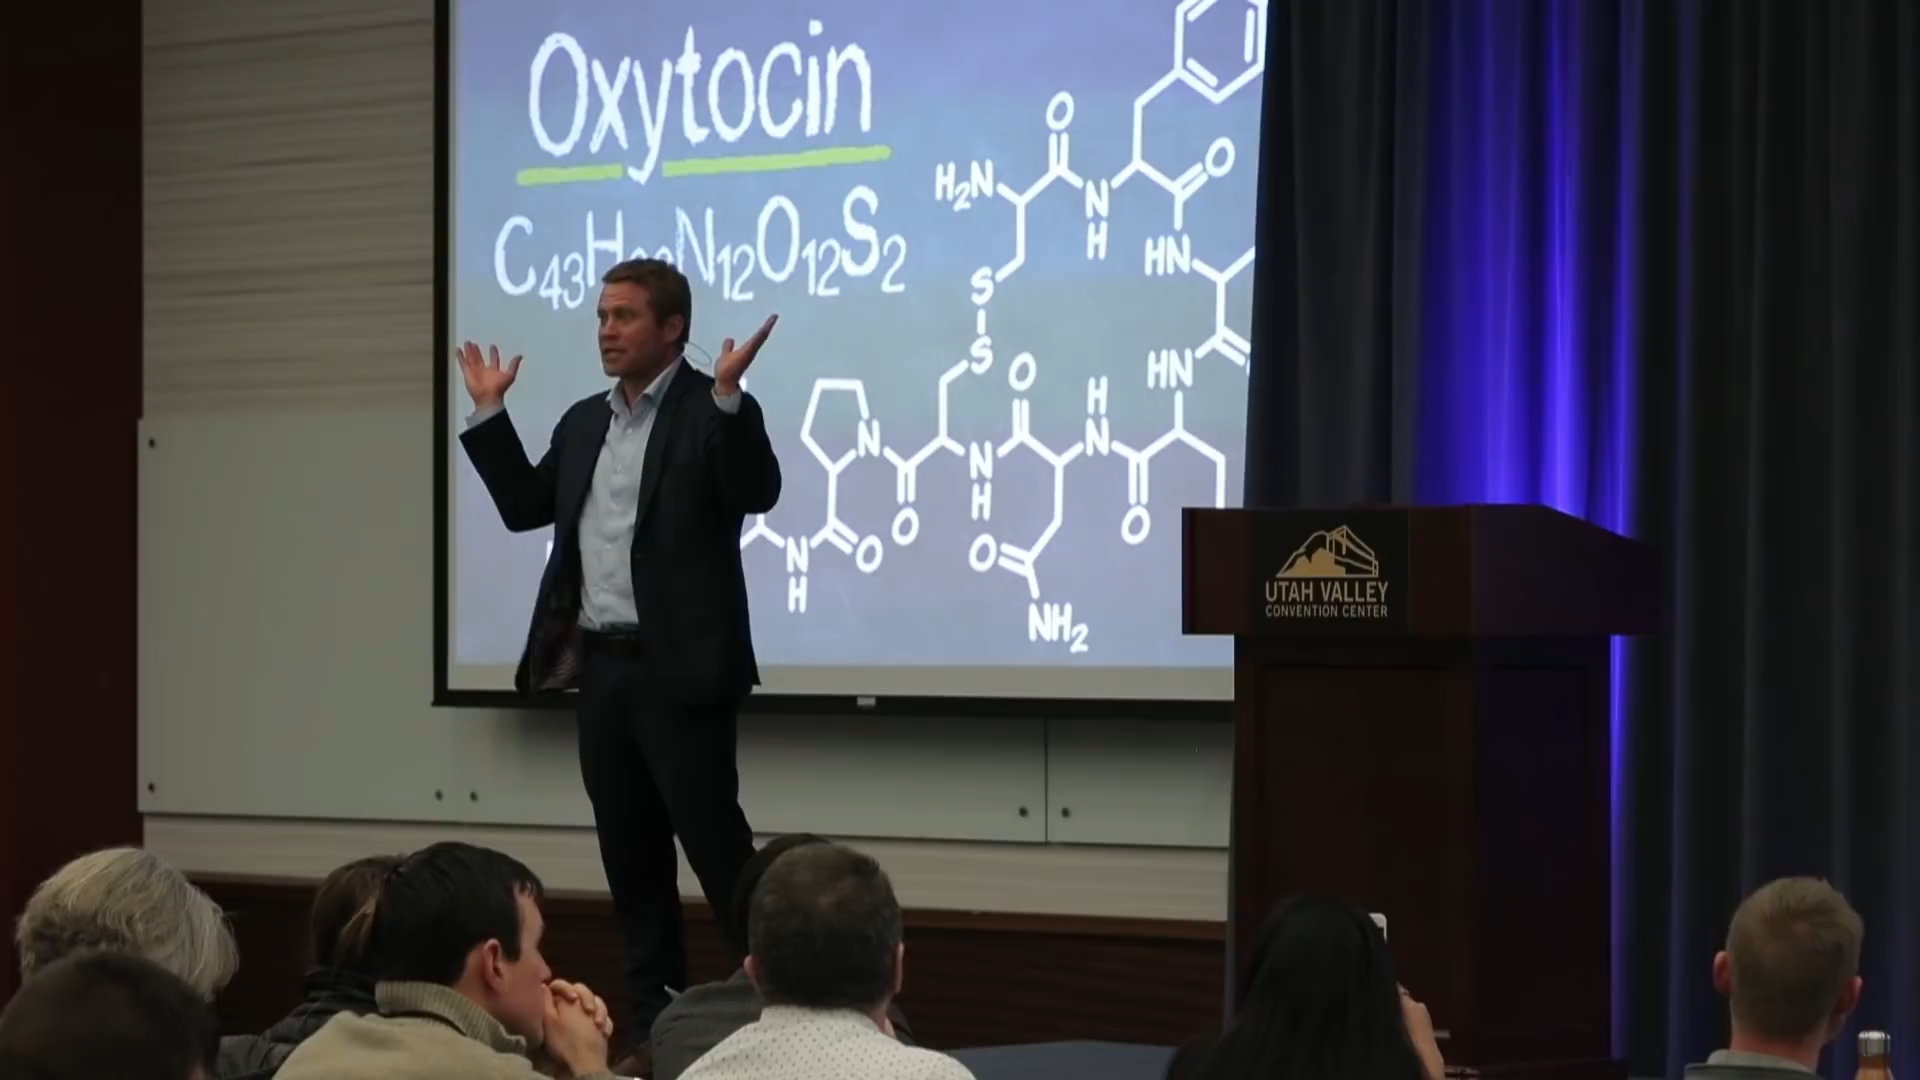 Oxytocin
C43H N12O12S2
O
O
H2N
N
H
HN
S
S
HN
O
H
N
N
N
H
O
O
O
N
H
O
NH2
UTAH VALLEY
CONVENTION CENTER